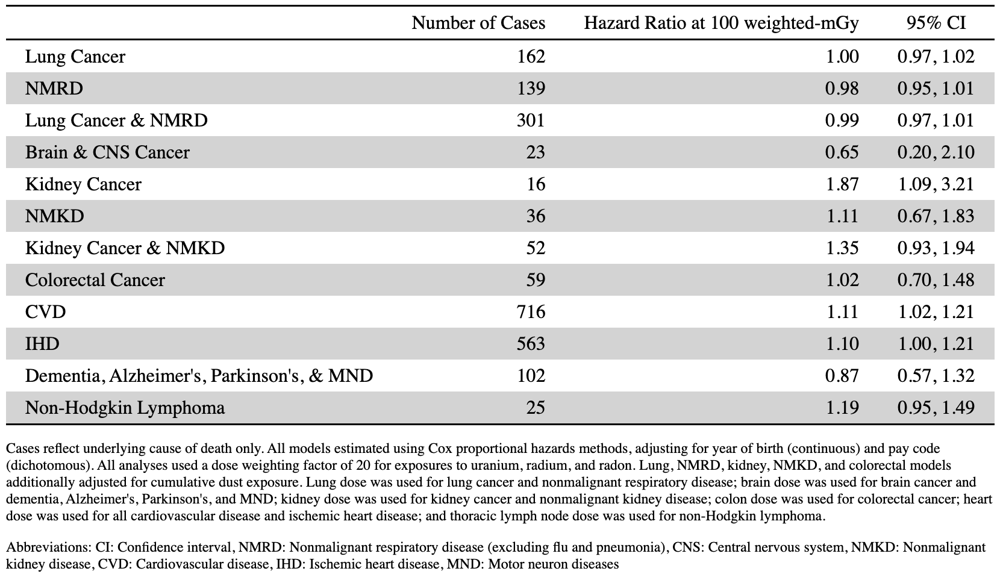 Number of Cases Hazard Ratio at 100 weighted-mGy 95% CI
Lung Cancer 162 1.00 0.97, 1.02
NMRD 139 0.98 0.95, 1.01
Lung Cancer & NMRD 301 0.99 0.97, 1.01
Brain & CNS Cancer 23 0.65 0.20, 2.10
Kidney Cancer 16 1.87 1.09, 3.21
NMKD 36 1.11 0.67, 1.83
Kidney Cancer & NMKD 52 1.35 0.93, 1.94
Colorectal Cancer 59 1.02 0.70, 1.48
CVD 716 1.11 1.02, 1.21
IHD 563 1.10 1.00, 1.21
Dementia, Alzheimer's, Parkinson's, & MND 102 0.87 0.57, 1.32
Non-Hodgkin Lymphoma 25 1.19 0.95, 1.49
Cases reflect underlying cause of death only. All models estimated using Cox proportional hazards methods, adjusting for year of birth (continuous) and pay code
(dichotomous). All analyses used a dose weighting factor of 20 for exposures to uranium, radium, and radon. Lung, NMRD, kidney, NMKD, and colorectal models
additionally adjusted for cumulative dust exposure. Lung dose was used for lung cancer and nonmalignant respiratory disease; brain dose was used for brain cancer and
dementia, Alzheimer's, Parkinson's, and MND; kidney dose was used for kidney cancer and nonmalignant kidney disease; colon dose was used for colorectal cancer; heart
dose was used for all cardiovascular disease and ischemic heart disease; and thoracic lymph node dose was used for non-Hodgkin lymphoma.
Abbreviations: CI: Confidence interval, NMRD: Nonmalignant respiratory disease (excluding flu and pneumonia), CNS: Central nervous system, NMKD: Nonmalignant
kidney disease, CVD: Cardiovascular disease, IHD: Ischemic heart disease, MND: Motor neuron diseases